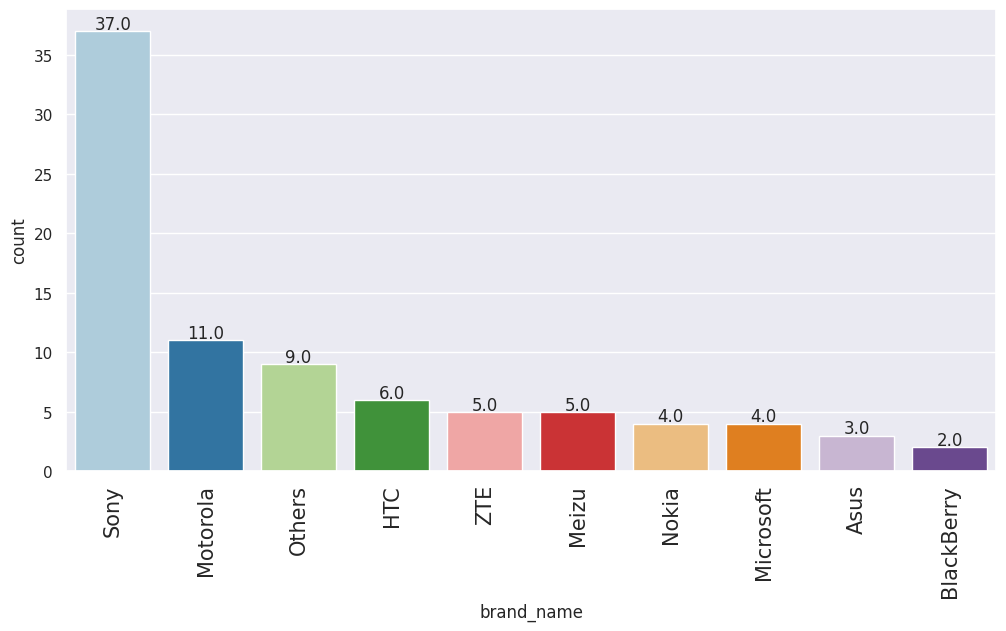 37.0
11.0
9.0
6.0
5.0
5.0
4.0
4.0
3.0
2.0
35
30
25
20
15
10
5
0
count
Sony
Motorola
Others
HTC
ZTE
Meizu
Nokia
Microsoft
Asus
BlackBerry
brand_name